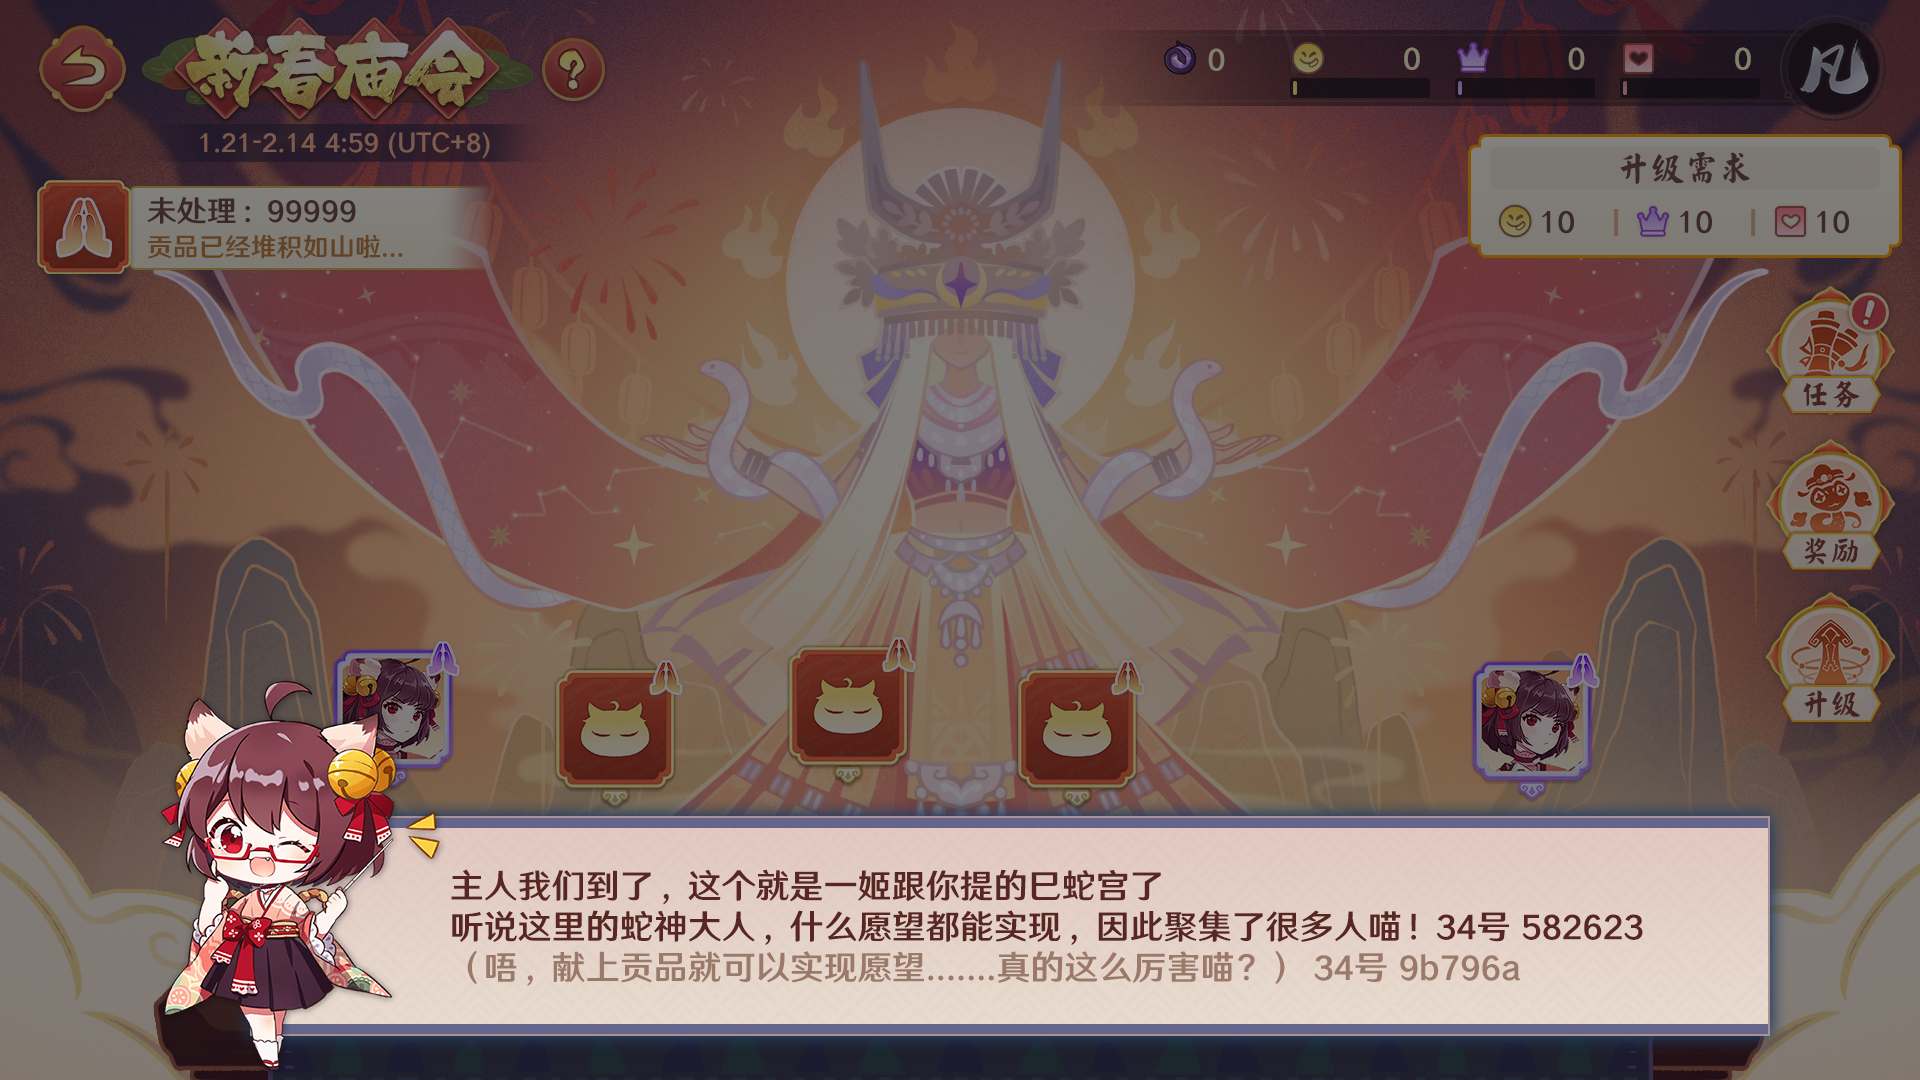 新春庙会
1.21-2.14 4:59 (UTC+8)
0
0
0
0
凡
升级需求
10
10
10
未处理：99999
贡品已经堆积如山啦...
任务
奖励
升级
主人我们到了，这个就是一姬跟你提的巳蛇宫了
听说这里的蛇神大人，什么愿望都能实现，因此聚集了很多人喵！34号 582623
（唔，献上贡品就可以实现愿望.......真的这么厉害喵？） 34号 9b796a